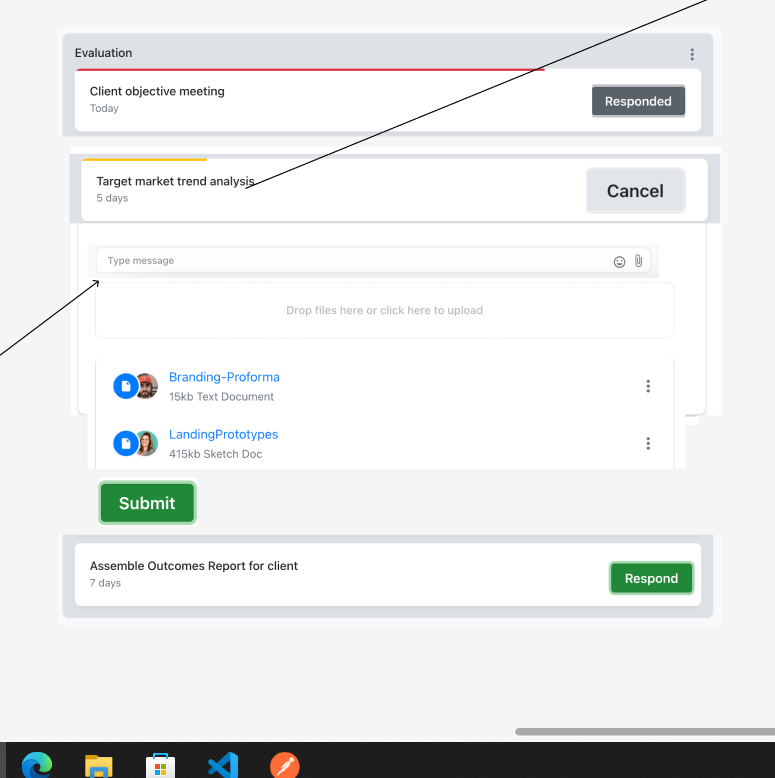 Evaluation
Client objective meeting
Today
Responded
Target market trend analysis
5 days
Cancel
Type message
Drop files here or click here to upload
Branding-Proforma
15kb Text Document
LandingPrototypes
415kb Sketch Doc
Submit
Assemble Outcomes Report for client
7 days
Respond